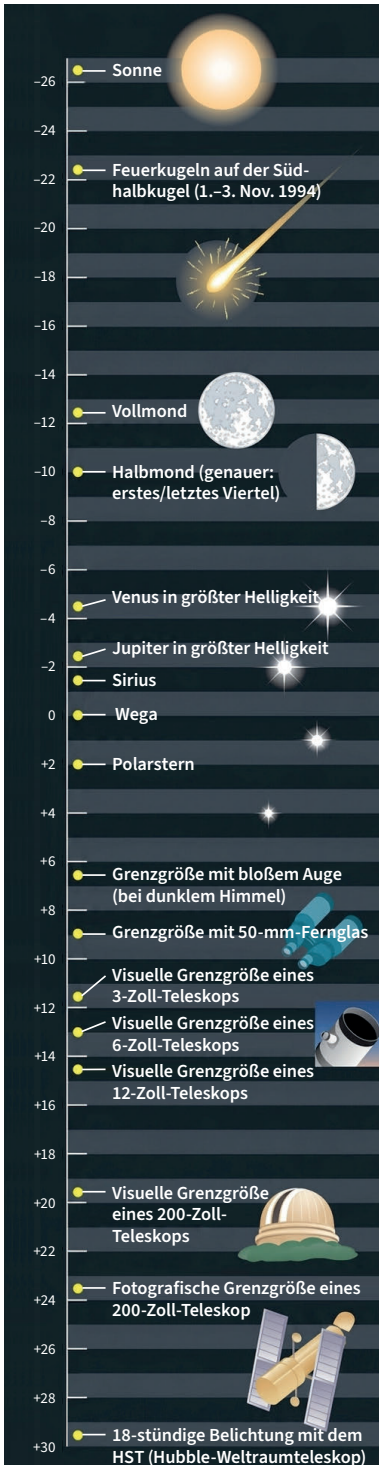 Sonne
−26
−24
Feuerkugeln auf der Süd-
halbkugel (1.–3. Nov. 1994)
−22
−20
−18
−16
−14
Vollmond
−12
Halbmond (genauer:
erstes/letztes Viertel)
−10
−8
−6
Venus in größter Helligkeit
−4
Jupiter in größter Helligkeit
−2
Sirius
0
Wega
+2
Polarstern
+4
+6
Grenzgröße mit bloßem Auge
(bei dunklem Himmel)
+8
Grenzgröße mit 50-mm-Fernglas
+10
Visuelle Grenzgröße eines
3-Zoll-Teleskops
+12
Visuelle Grenzgröße eines
6-Zoll-Teleskops
+14
Visuelle Grenzgröße eines
12-Zoll-Teleskops
+16
+18
Visuelle Grenzgröße
eines 200-Zoll-
Teleskops
+20
+22
Fotografische Grenzgröße eines
200-Zoll-Teleskop
+24
+26
+28
18-stündige Belichtung mit dem
HST (Hubble-Weltraumteleskop)
+30